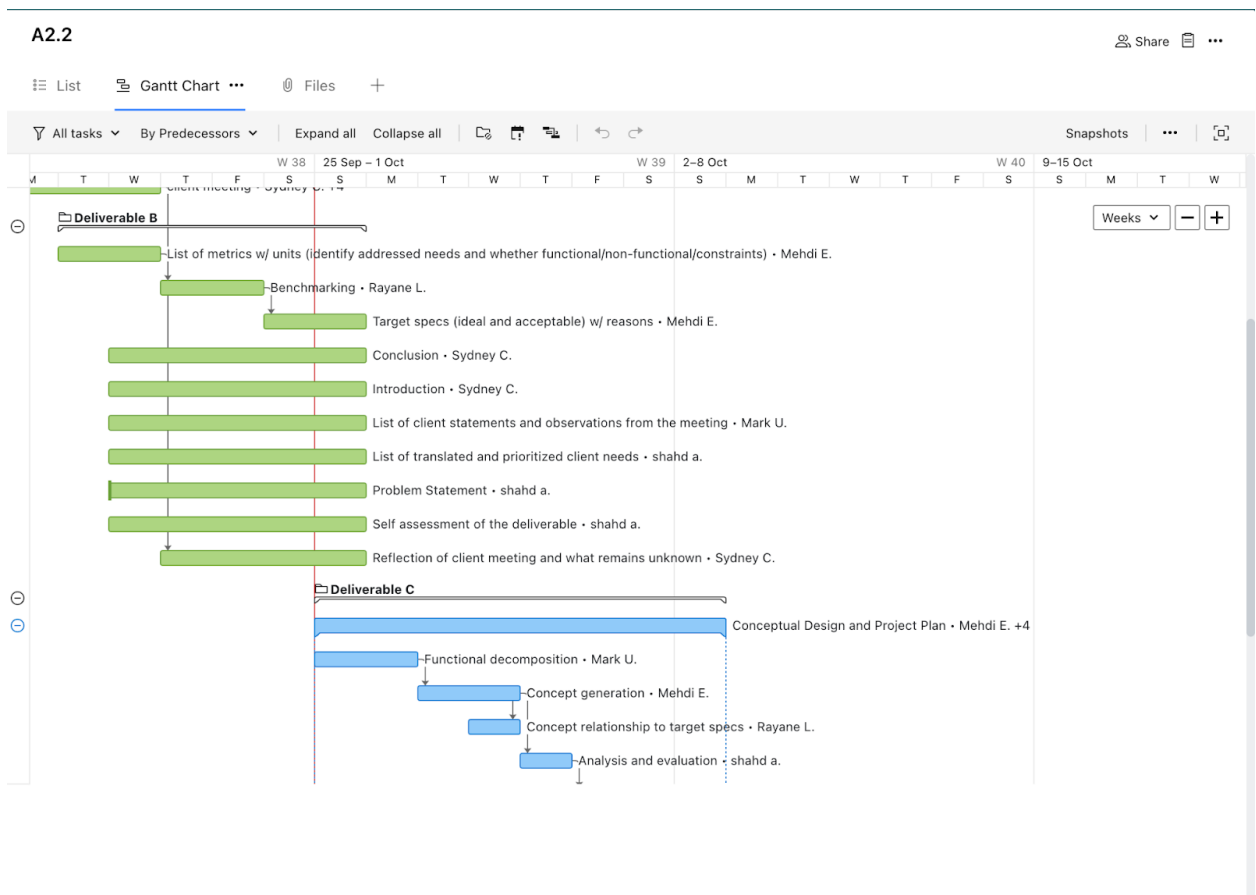 A2.2
Share
List
Gantt Chart
Files
All tasks
By Predecessors
Expand all
Collapse all
Snapshots
W 38
25 Sep – 1 Oct
W 39
2–8 Oct
W 40
9–15 Oct
M T W T F S S M T W T F S S M T W T F S S M T W
Client meeting • Sydney C. +4
Weeks
Deliverable B
List of metrics w/ units (identify addressed needs and whether functional/non-functional/constraints) • Mehdi E.
Benchmarking • Rayane L.
Target specs (ideal and acceptable) w/ reasons • Mehdi E.
Conclusion • Sydney C.
Introduction • Sydney C.
List of client statements and observations from the meeting • Mark U.
List of translated and prioritized client needs • shahd a.
Problem Statement • shahd a.
Self assessment of the deliverable • shahd a.
Reflection of client meeting and what remains unknown • Sydney C.
Deliverable C
Conceptual Design and Project Plan • Mehdi E. +4
Functional decomposition • Mark U.
Concept generation • Mehdi E.
Concept relationship to target specs • Rayane L.
Analysis and evaluation • shahd a.